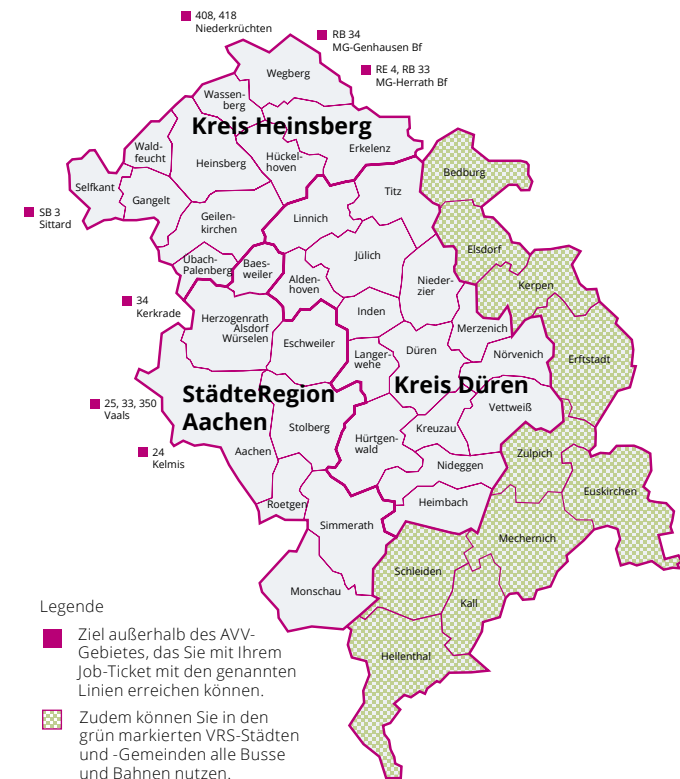 408, 418
Niederkrüchten
RB 34
MG-Genhausen Bf
RE 4, RB 33
MG-Herrath Bf
Wegberg
Wassen-
berg
Kreis Heinsberg
Erkelenz
Wald-
feucht
Heinsberg
Hückel-
hoven
Bedburg
Selfkant
Gangelt
Titz
SB 3
Sittard
Geilen-
kirchen
Linnich
Elsdorf
Übach-
Palenberg
Baes-
weiler
Jülich
Alden-
hoven
Nieder-
zier
Kerpen
34
Kerkrade
Herzogenrath
Alsdorf
Würselen
Inden
Merzenich
Eschweiler
Langer-
wehe
Düren
Nörvenich
Erftstadt
StädteRegion
Aachen
Kreis Düren
25, 33, 350
Vaals
Vettweiß
Stolberg
Kreuzau
24
Kelmis
Aachen
Hürtgen-
wald
Nideggen
Zülpich
Euskirchen
Roetgen
Heimbach
Simmerath
Mechernich
Monschau
Schleiden
Kall
Hellenthal
Legende
Ziel außerhalb des AVV-
Gebietes, das Sie mit Ihrem
Job-Ticket mit den genannten
Linien erreichen können.
Zudem können Sie in den
grün markierten VRS-Städten
und -Gemeinden alle Busse
und Bahnen nutzen.